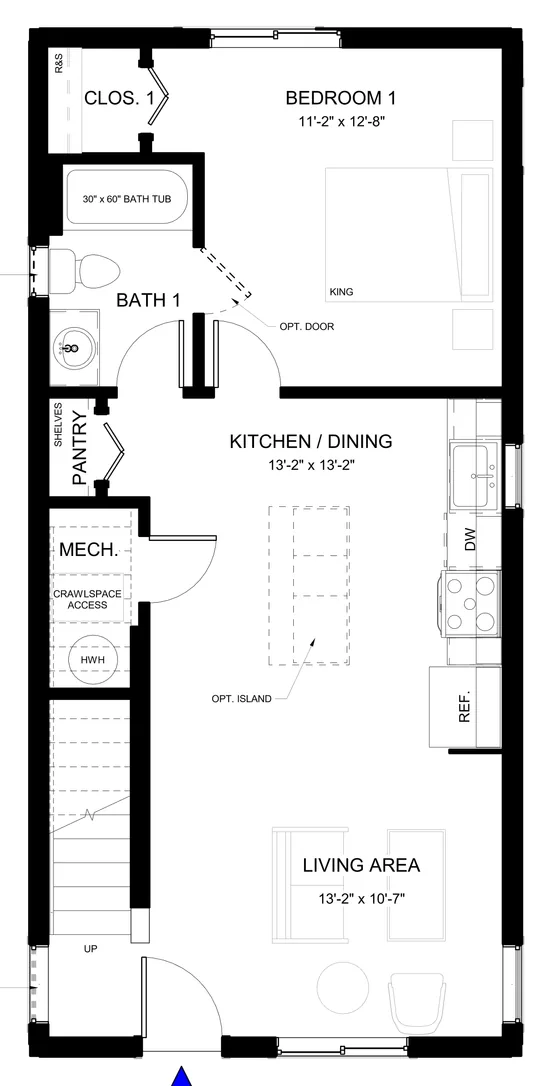 R&S
CLOS. 1
BEDROOM 1
11'-2" x 12'-8"
30" x 60" BATH TUB
KING
BATH 1
OPT. DOOR
SHELVES
PANTRY
KITCHEN / DINING
13'-2" x 13'-2"
DW
MECH.
CRAWLSPACE
ACCESS
HWH
OPT. ISLAND
REF.
LIVING AREA
13'-2" x 10'-7"
UP